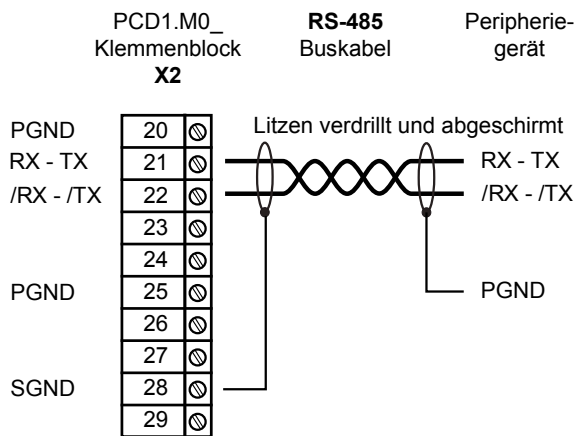 PCD1.M0_
Klemmenblock
X2
RS-485
Buskabel
Peripherie-
gerät
PGND 20 Litzen verdrillt und abgeschirmt
RX - TX 21 RX - TX
/RX - /TX 22 /RX - /TX
23
24
PGND 25 PGND
26
27
SGND 28
29